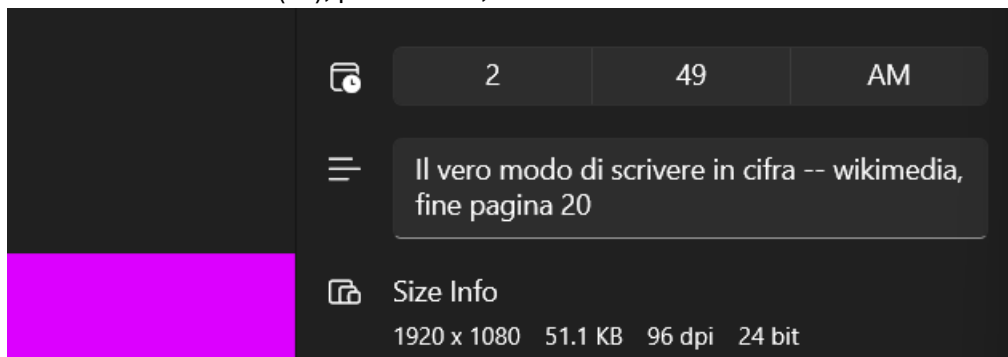 2 49 AM
Il vero modo di scrivere in cifra -- wikimedia,
fine pagina 20
Size Info
1920 x 1080 51.1 KB 96 dpi 24 bit